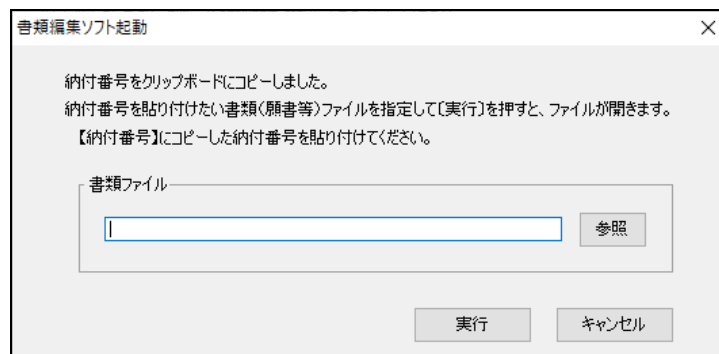 書類編集ソフト起動
納付番号をクリップボードにコピーしました。
納付番号を貼り付けたい書類(願書等)ファイルを指定して[実行]を押すと、ファイルが開きます。
【納付番号】にコピーした納付番号を貼り付けてください。
書類ファイル
参照
実行
キャンセル